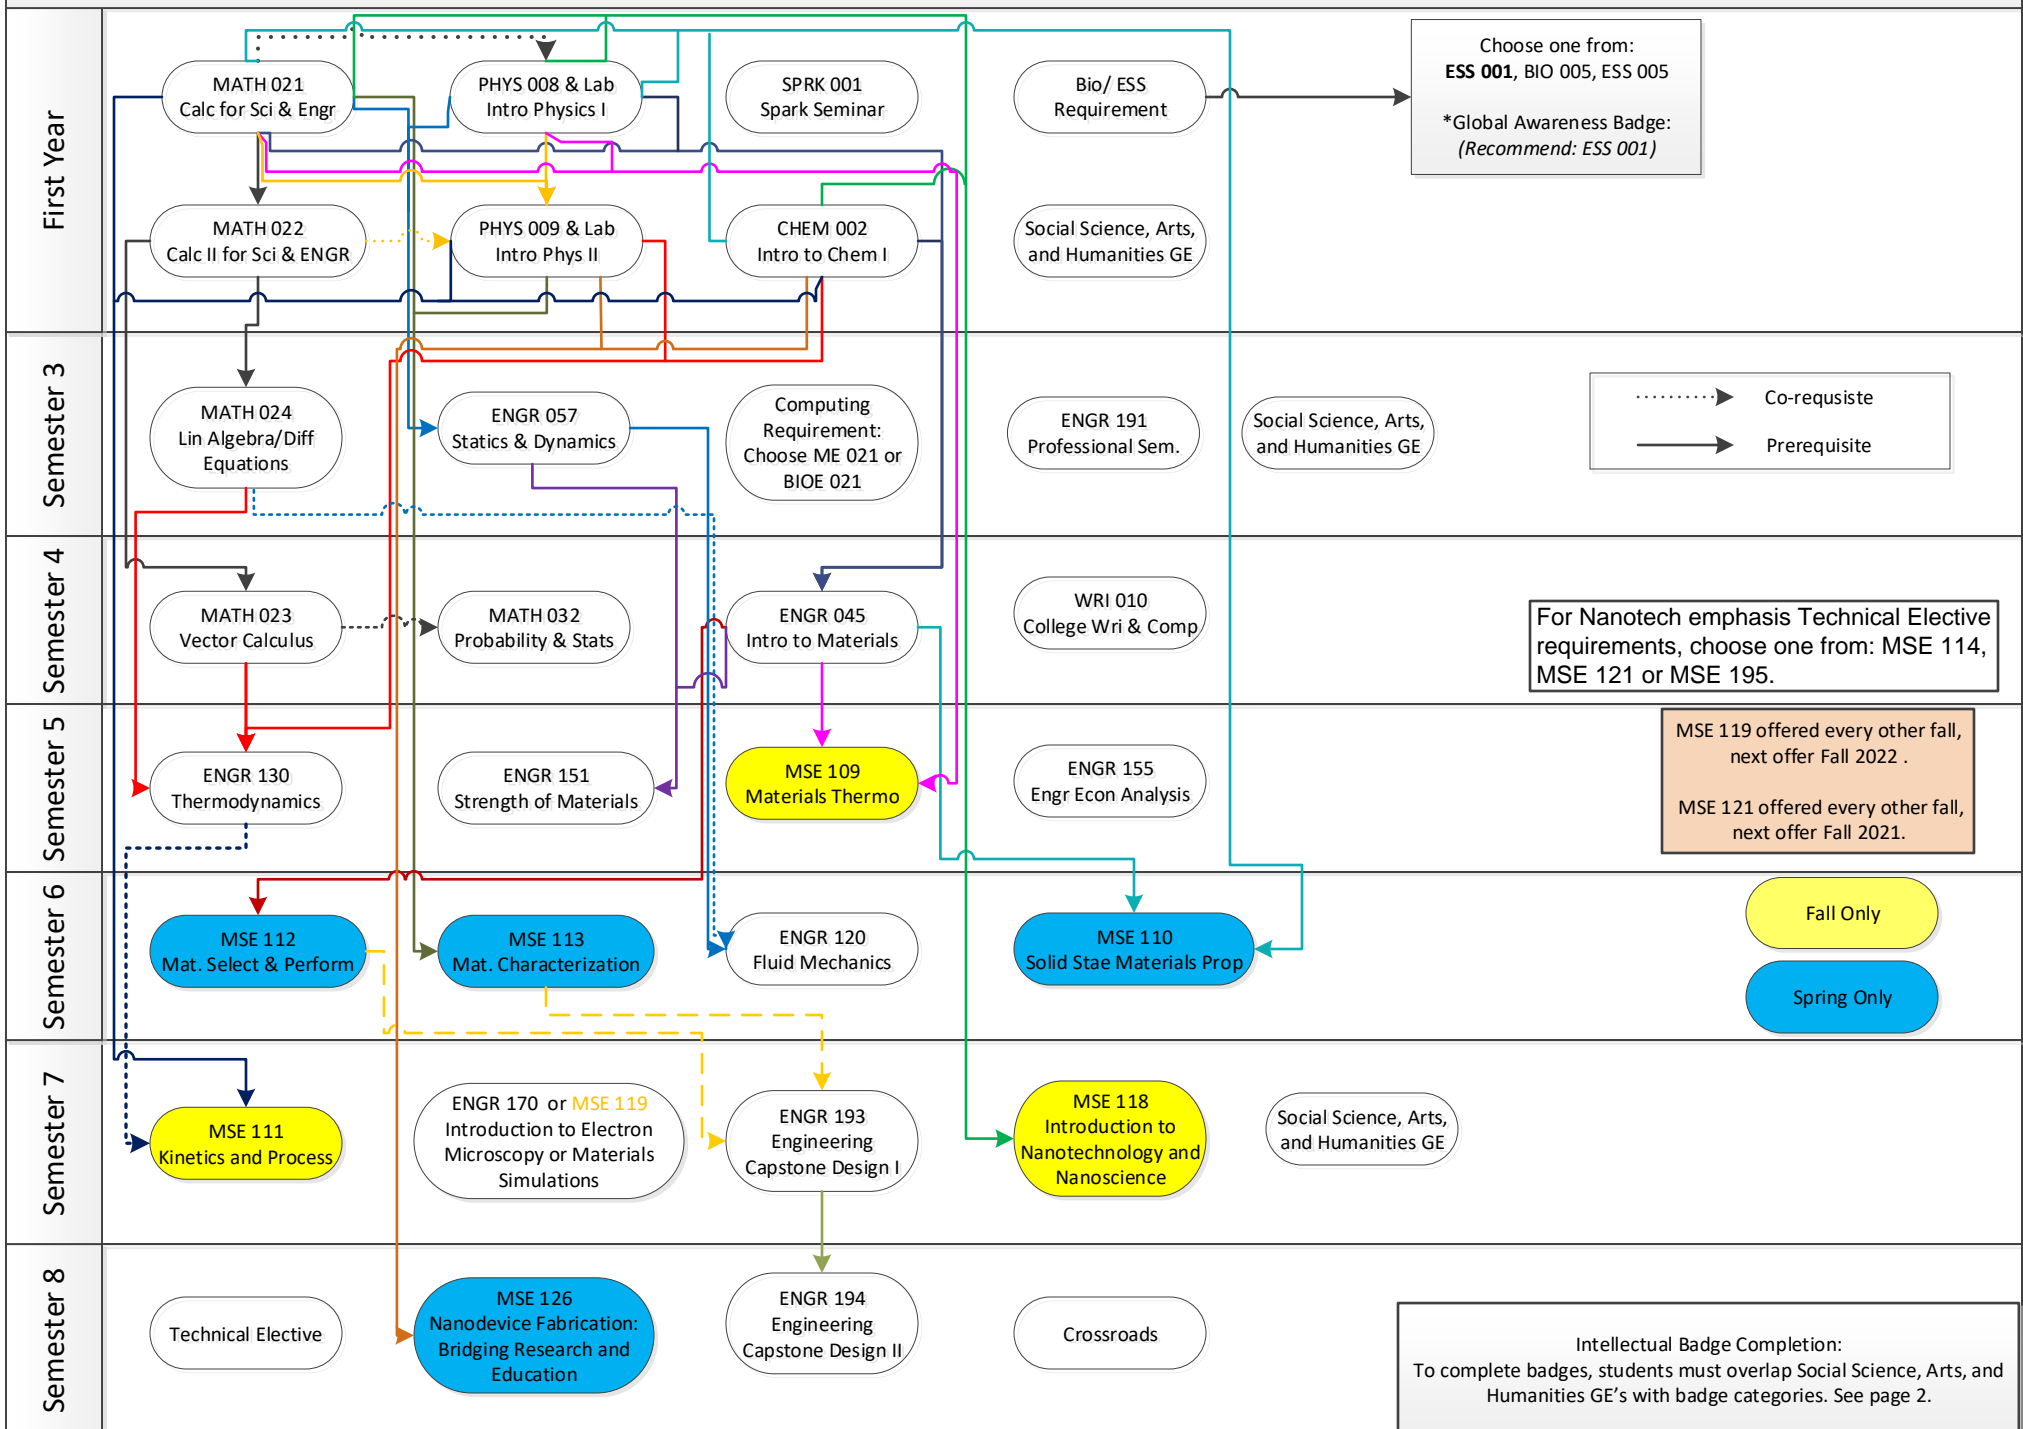 First Year
MATH 021
Calc for Sci & Engr
PHYS 008 & Lab
Intro Physics I
SPRK 001
Spark Seminar
Bio/ ESS
Requirement
Choose one from:
ESS 001, BIO 005, ESS 005
*Global Awareness Badge:
(Recommend: ESS 001)
MATH 022
Calc II for Sci & ENGR
PHYS 009 & Lab
Intro Phys II
CHEM 002
Intro to Chem I
Social Science, Arts,
and Humanities GE
Semester 3
MATH 024
Lin Algebra/Diff
Equations
ENGR 057
Statics & Dynamics
Computing
Requirement:
Choose ME 021 or
BIOE 021
ENGR 191
Professional Sem.
Social Science, Arts,
and Humanities GE
Co-requsiste
Prerequisite
Semester 4
MATH 023
Vector Calculus
MATH 032
Probability & Stats
ENGR 045
Intro to Materials
WRI 010
College Wri & Comp
For Nanotech emphasis Technical Elective
requirements, choose one from: MSE 114,
MSE 121 or MSE 195.
Semester 5
ENGR 130
Thermodynamics
ENGR 151
Strength of Materials
MSE 109
Materials Thermo
ENGR 155
Engr Econ Analysis
MSE 119 offered every other fall,
next offer Fall 2022 .
MSE 121 offered every other fall,
next offer Fall 2021.
Semester 6
MSE 112
Mat. Select & Perform
MSE 113
Mat. Characterization
ENGR 120
Fluid Mechanics
MSE 110
Solid Stae Materials Prop
Fall Only
Spring Only
Semester 7
MSE 111
Kinetics and Process
ENGR 170 or MSE 119
Introduction to Electron
Microscopy or Materials
Simulations
ENGR 193
Engineering
Capstone Design I
MSE 118
Introduction to
Nanotechnology and
Nanoscience
Social Science, Arts,
and Humanities GE
Semester 8
Technical Elective
MSE 126
Nanodevice Fabrication:
Bridging Research and
Education
ENGR 194
Engineering
Capstone Design II
Crossroads
Intellectual Badge Completion:
To complete badges, students must overlap Social Science, Arts, and
Humanities GE's with badge categories. See page 2.